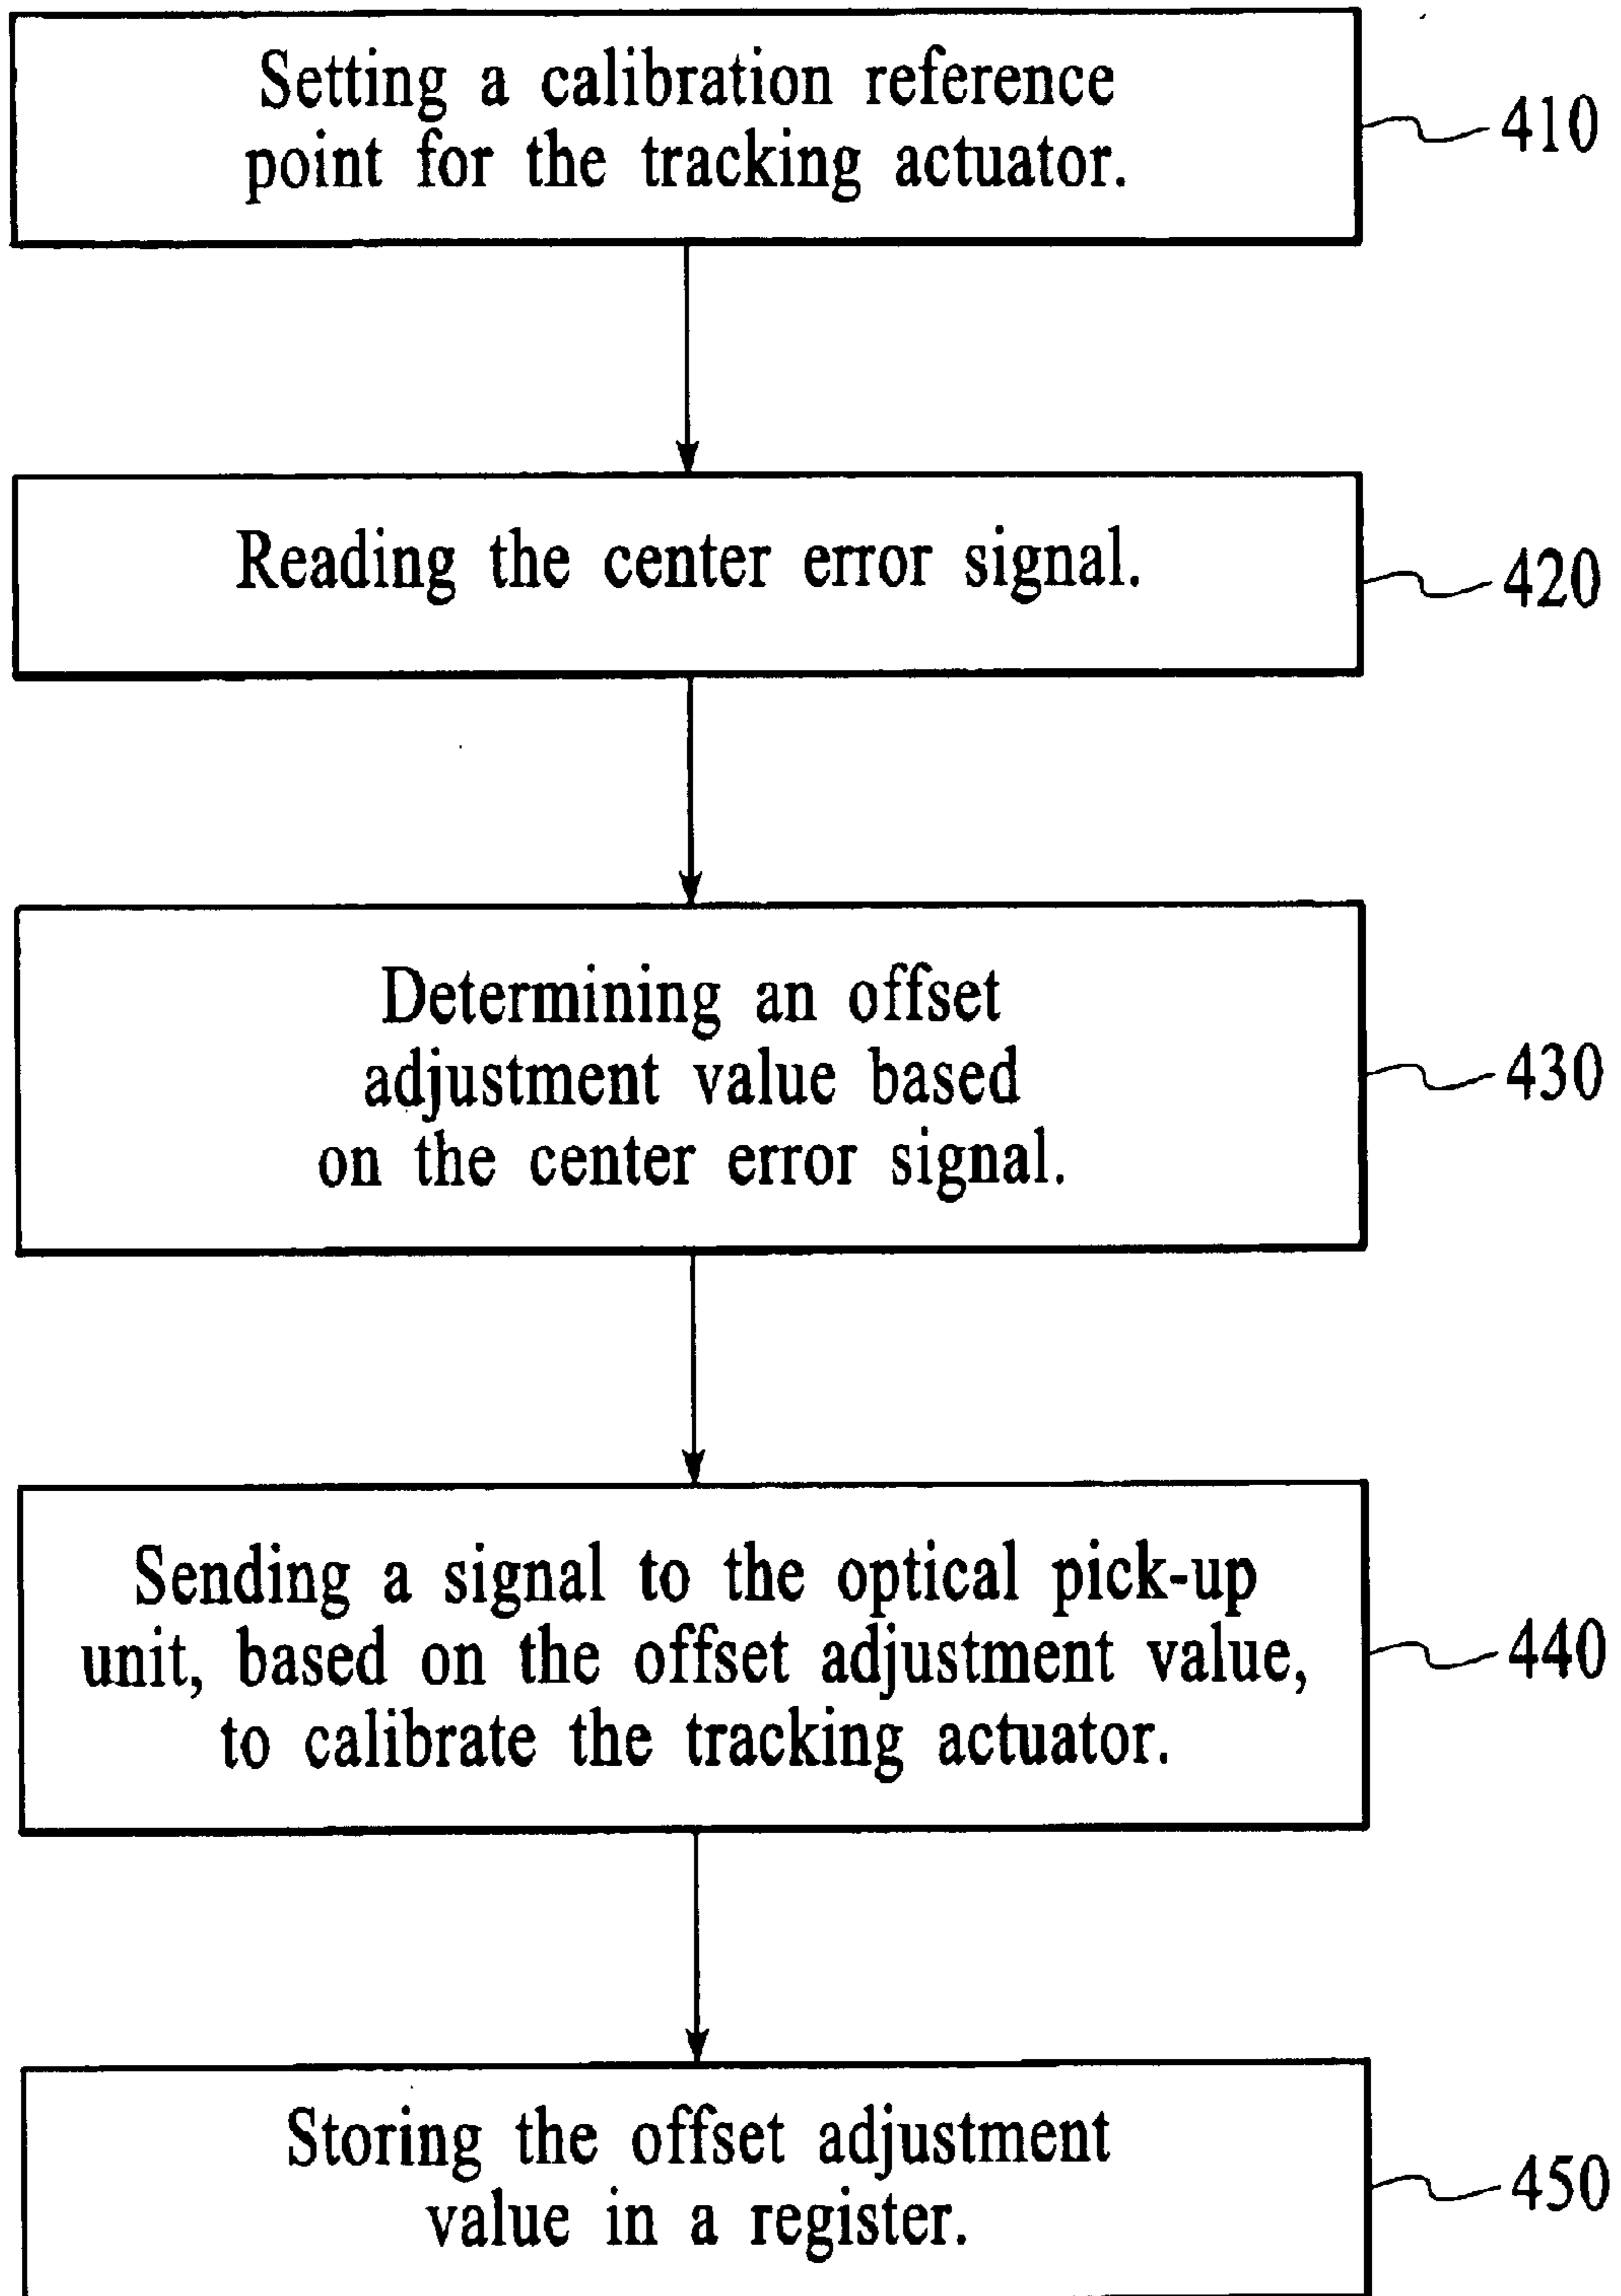 Setting a calibration reference
point for the tracking actuator.
410
Reading the center error signal.
420
Determining an offset
adjustment value based
on the center error signal.
430
Sending a signal to the optical pick-up
unit, based on the offset adjustment value,
to calibrate the tracking actuator.
440
Storing the offset adjustment
value in a register.
450